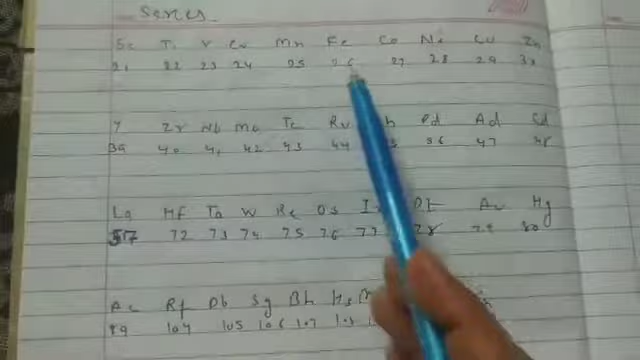 Series
Sc Ti V Cr Mn Fe Co Ni Cu Zn
21 22 23 24 25 26 27 28 29 30
Y Zr Nb Mo Tc Ru h Pd Ad Cd
39 40 41 42 43 44 36 47 48
La Hf Ta W Re Os I Pt Au Hg
57 72 73 74 75 76 77 78 79 80
Ac Rf Db Sg Bh Hs
89 104 105 106 107 108